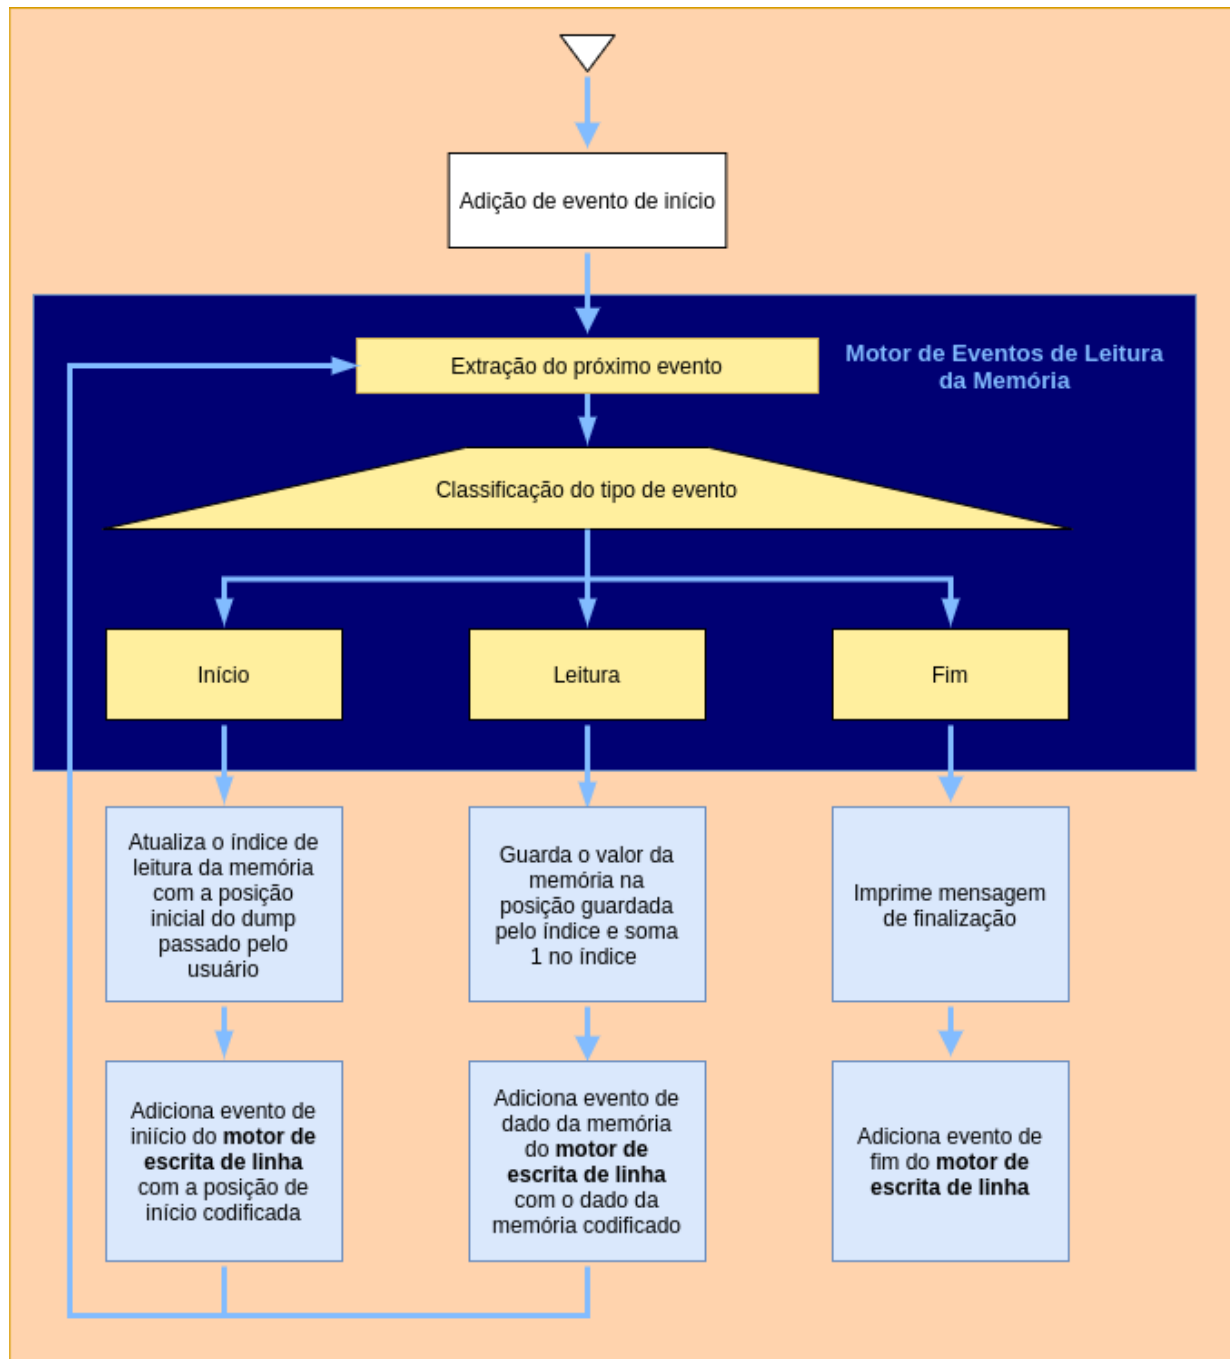 Adição de evento de início
Extração do próximo evento
Motor de Eventos de Leitura
da Memória
Classificação do tipo de evento
Início
Leitura
Fim
Atualiza o índice de
leitura da memória
com a posição
inicial do dump
passado pelo
usuário
Guarda o valor da
memória na
posição guardada
pelo índice e soma
1 no índice
Imprime mensagem
de finalização
Adiciona evento de
iniício do motor de
escrita de linha
com a posição de
início codificada
Adiciona evento de
dado da memória
do motor de
escrita de linha
com o dado da
memória codificado
Adiciona evento de
fim do motor de
escrita de linha